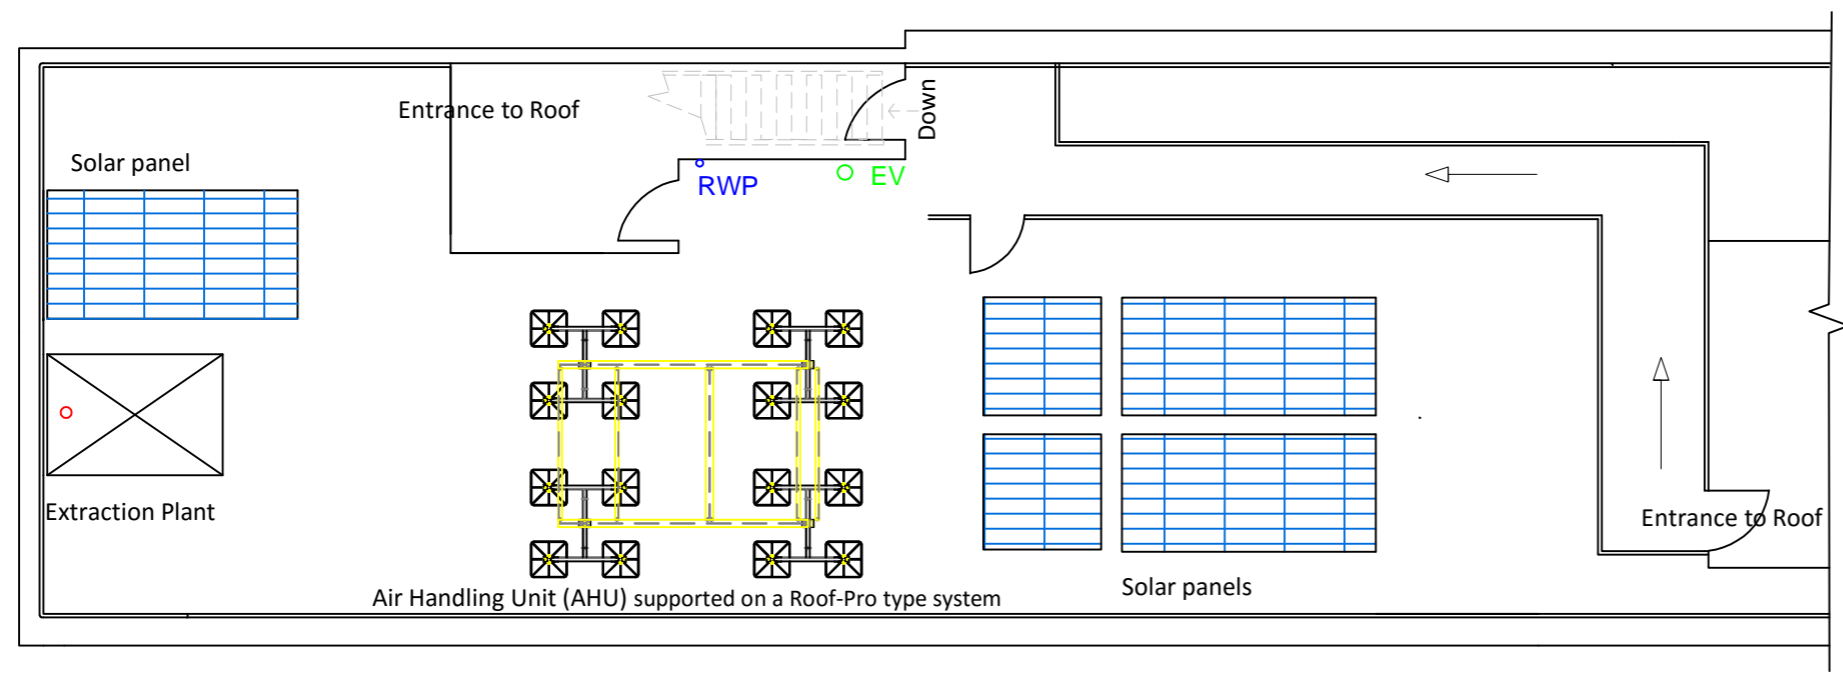 Entrance to Roof
Down
Solar panel
RWP
EV
Extraction Plant
Entrance to Roof
Solar panels
Air Handling Unit (AHU) supported on a Roof-Pro type system